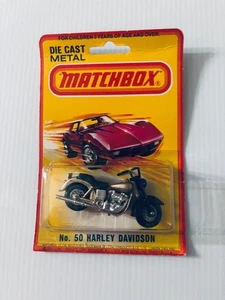 FOR CHILDREN 3 YEARS OF AGE AND OVER.
DIE CAST
METAL
MATCHBOX
No. 50 HARLEY DAVIDSON